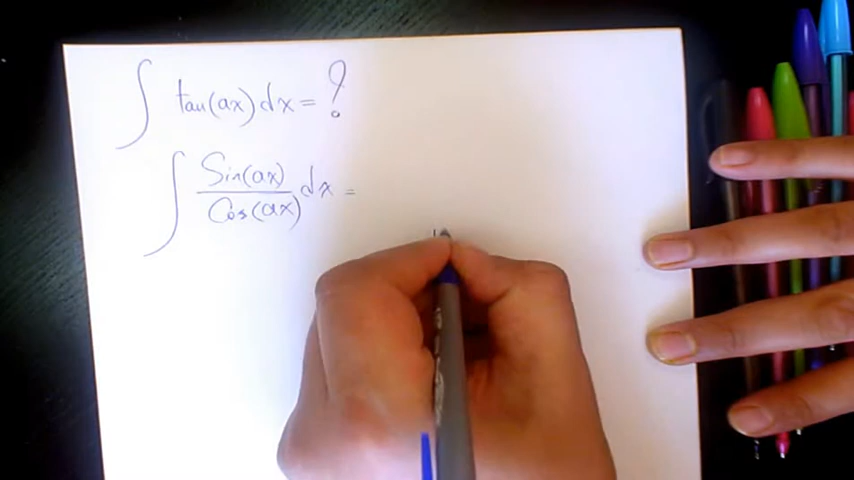 ∫ tan(ax)dx = ?
∫ Sin(ax)/Cos(ax) dx =